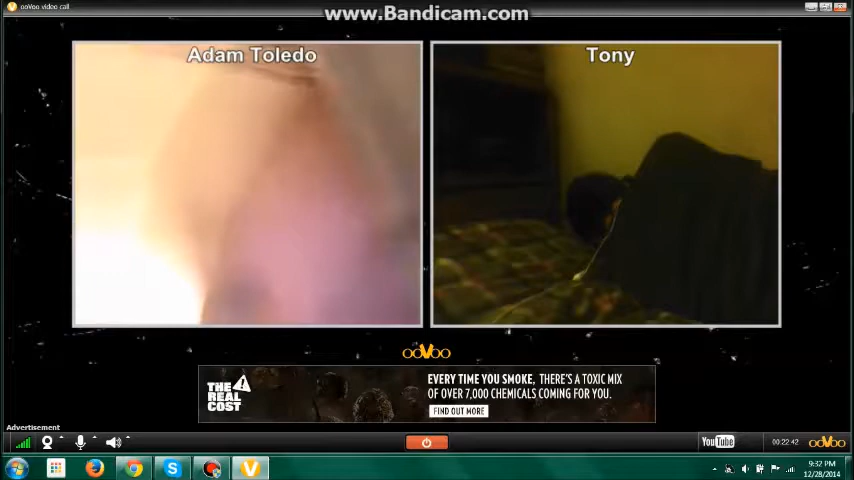 ooVoo video call
www.Bandicam.com
Adam Toledo
Tony
ooVoo
THE REAL COST
EVERY TIME YOU SMOKE, THERE'S A TOXIC MIX
OF OVER 7,000 CHEMICALS COMING FOR YOU.
FIND OUT MORE
Advertisement
YouTube
00:22:42
ooVoo
9:32 PM
12/28/2014